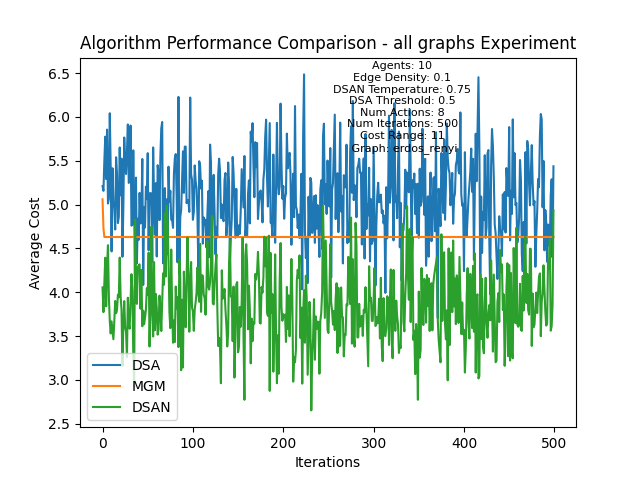 Algorithm Performance Comparison - all graphs Experiment
Agents: 10
Edge Density: 0.1
DSAN Temperature: 0.75
DSA Threshold: 0.5
Num Actions: 8
Num Iterations: 500
Cost Range: 11
Graph: erdos_renyi
Average Cost
6.5
6.0
5.5
5.0
4.5
4.0
3.5
3.0
2.5
DSA
MGM
DSAN
0
100
200
300
400
500
Iterations